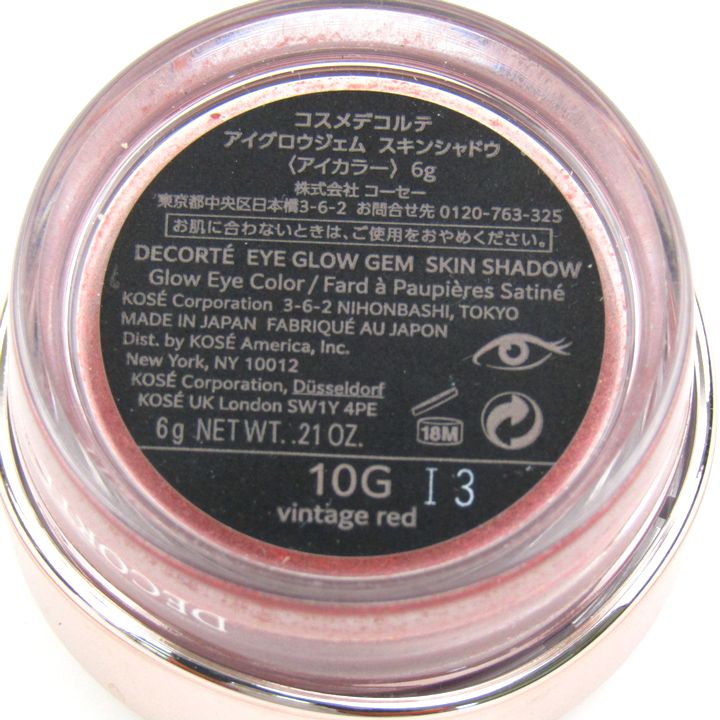 コスメデコルテ
アイグロウジェム スキンシャドウ
〈アイカラー〉6g
株式会社 コーセー
東京都中央区日本橋3-6-2 お問合せ先 0120-763-325
お肌に合わないときは、ご使用をおやめください。
DECORTÉ EYE GLOW GEM SKIN SHADOW
Glow Eye Color / Fard à Paupières Satiné
KOSÉ Corporation 3-6-2 NIHONBASHI, TOKYO
MADE IN JAPAN FABRIQUÉ AU JAPON
Dist. by KOSÉ America, Inc.
New York, NY 10012
KOSÉ Corporation, Düsseldorf
KOSÉ UK London SW1Y 4PE
18M
6g NET WT. .21 OZ.
10G I3
vintage red
DECORTÉ